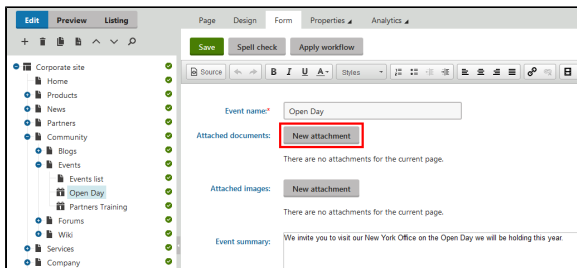 Edit Preview Listing
Page Design Form Properties Analytics
Save Spell check Apply workflow
Source B I U A Styles
Corporate site
Home
Products
News
Partners
Community
Blogs
Events
Events list
Open Day
Partners Training
Forums
Wiki
Services
Company
Event name:* Open Day
Attached documents: New attachment
There are no attachments for the current page.
Attached images: New attachment
There are no attachments for the current page.
Event summary: We invite you to visit our New York Office on the Open Day we will be holding this year.